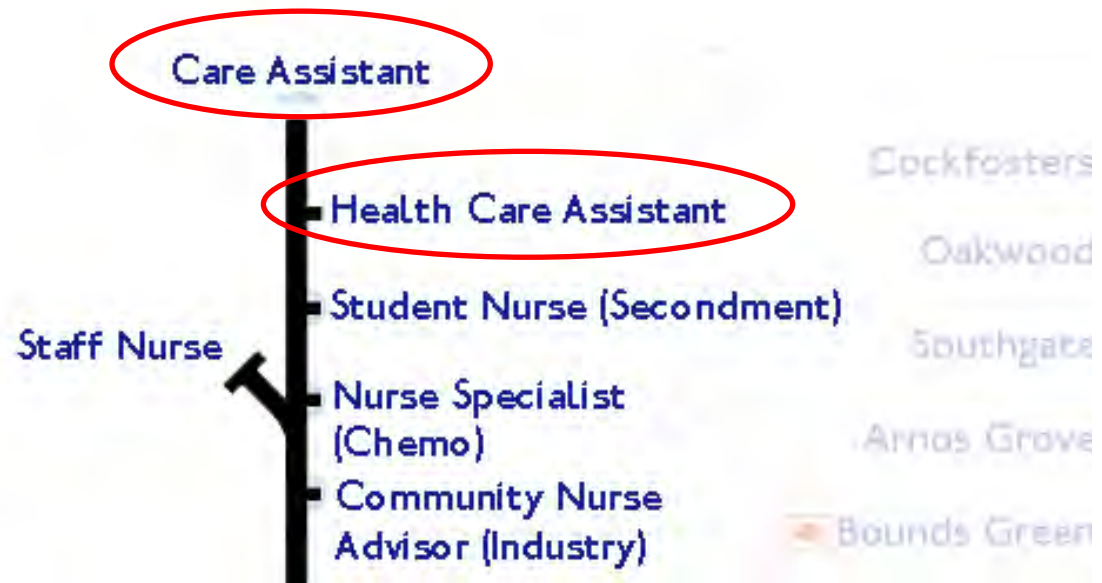 Care Assistant
Health Care Assistant
Student Nurse (Secondment)
Staff Nurse
Nurse Specialist
(Chemo)
Community Nurse
Advisor (Industry)
Cockfosters
Oakwood
Southgate
Arnos Grove
Bounds Green